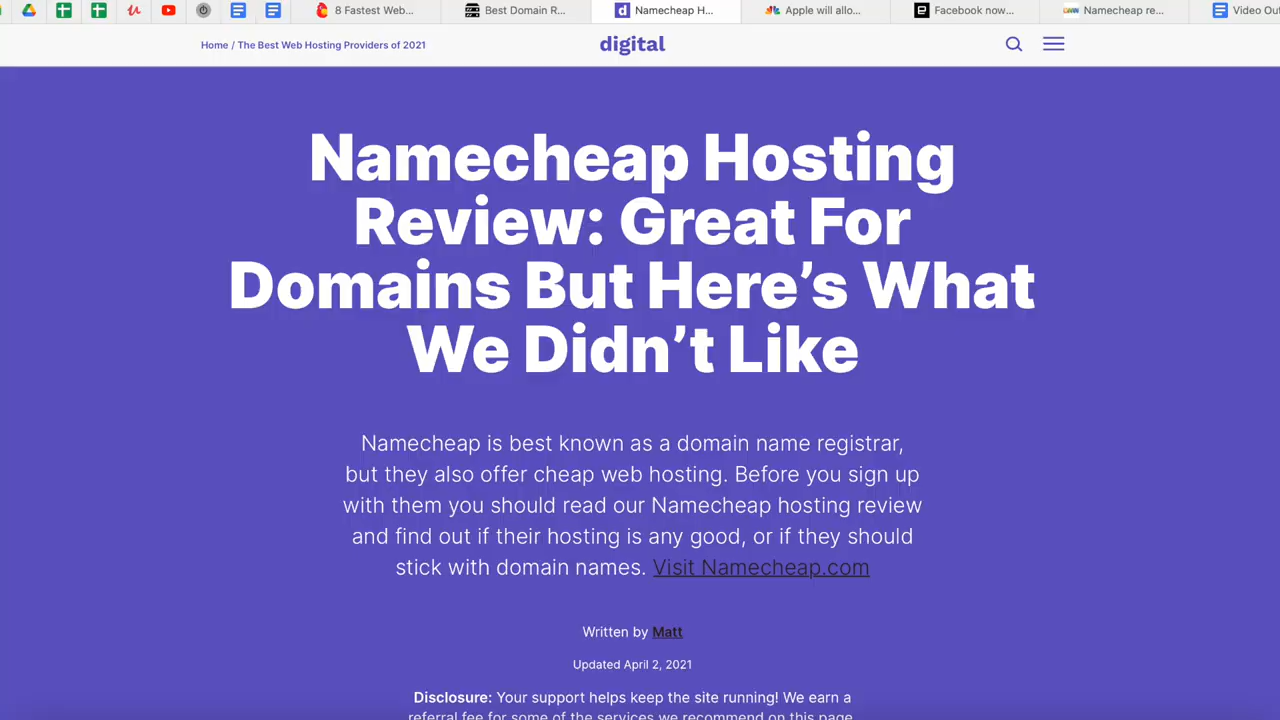 8 Fastest Web...
Best Domain R...
Namecheap H...
Apple will allo...
Facebook now...
Namecheap re...
Video Out
Home / The Best Web Hosting Providers of 2021
digital
Namecheap Hosting
Review: Great For
Domains But Here’s What
We Didn’t Like
Namecheap is best known as a domain name registrar,
but they also offer cheap web hosting. Before you sign up
with them you should read our Namecheap hosting review
and find out if their hosting is any good, or if they should
stick with domain names. Visit Namecheap.com
Written by Matt
Updated April 2, 2021
Disclosure: Your support helps keep the site running! We earn a
referral fee for some of the services we recommend on this page